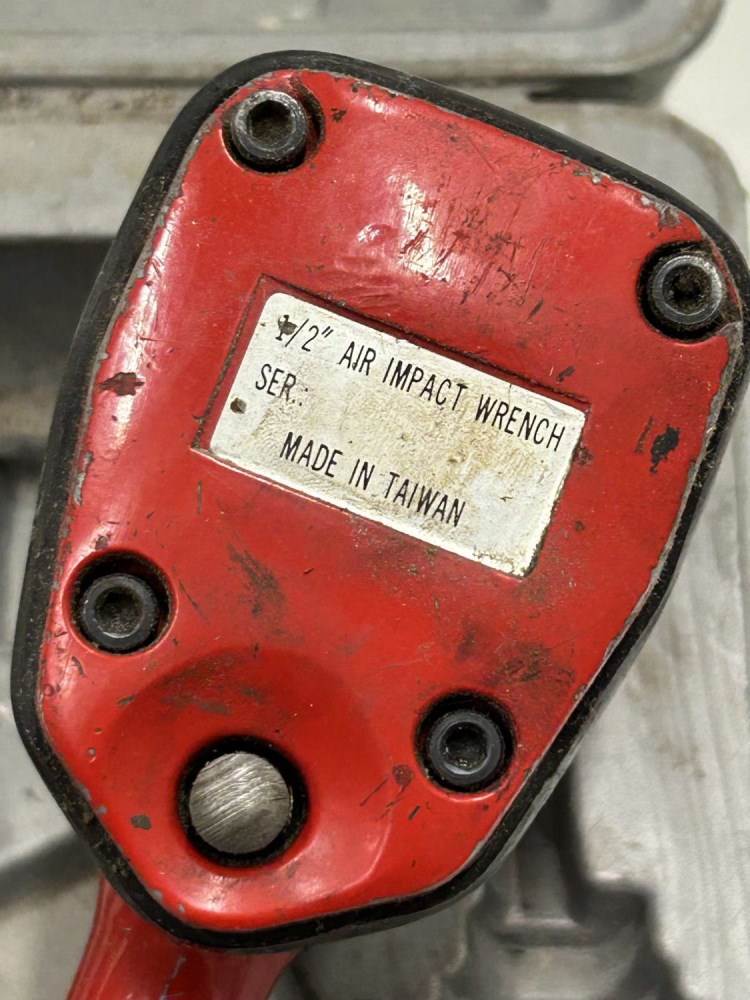 1/2" AIR IMPACT WRENCH
SER.:
MADE IN TAIWAN